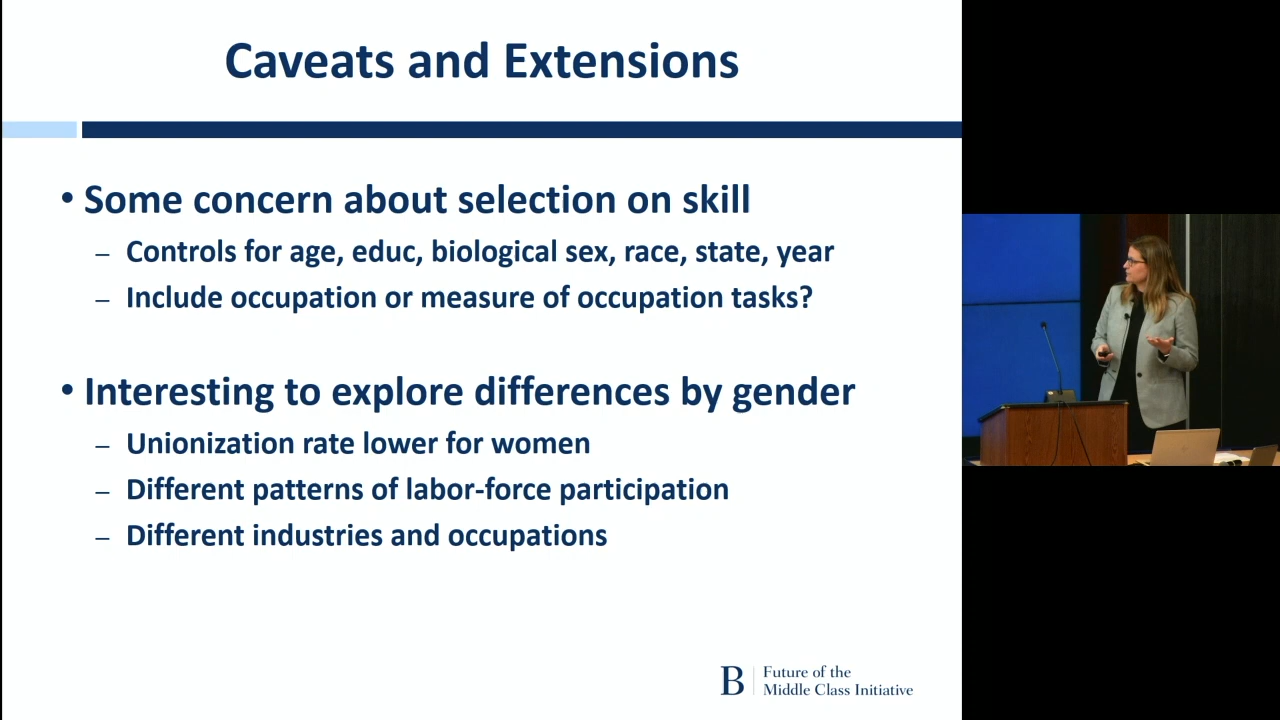 Caveats and Extensions
• Some concern about selection on skill
– Controls for age, educ, biological sex, race, state, year
– Include occupation or measure of occupation tasks?
• Interesting to explore differences by gender
– Unionization rate lower for women
– Different patterns of labor-force participation
– Different industries and occupations
B
Future of the
Middle Class Initiative